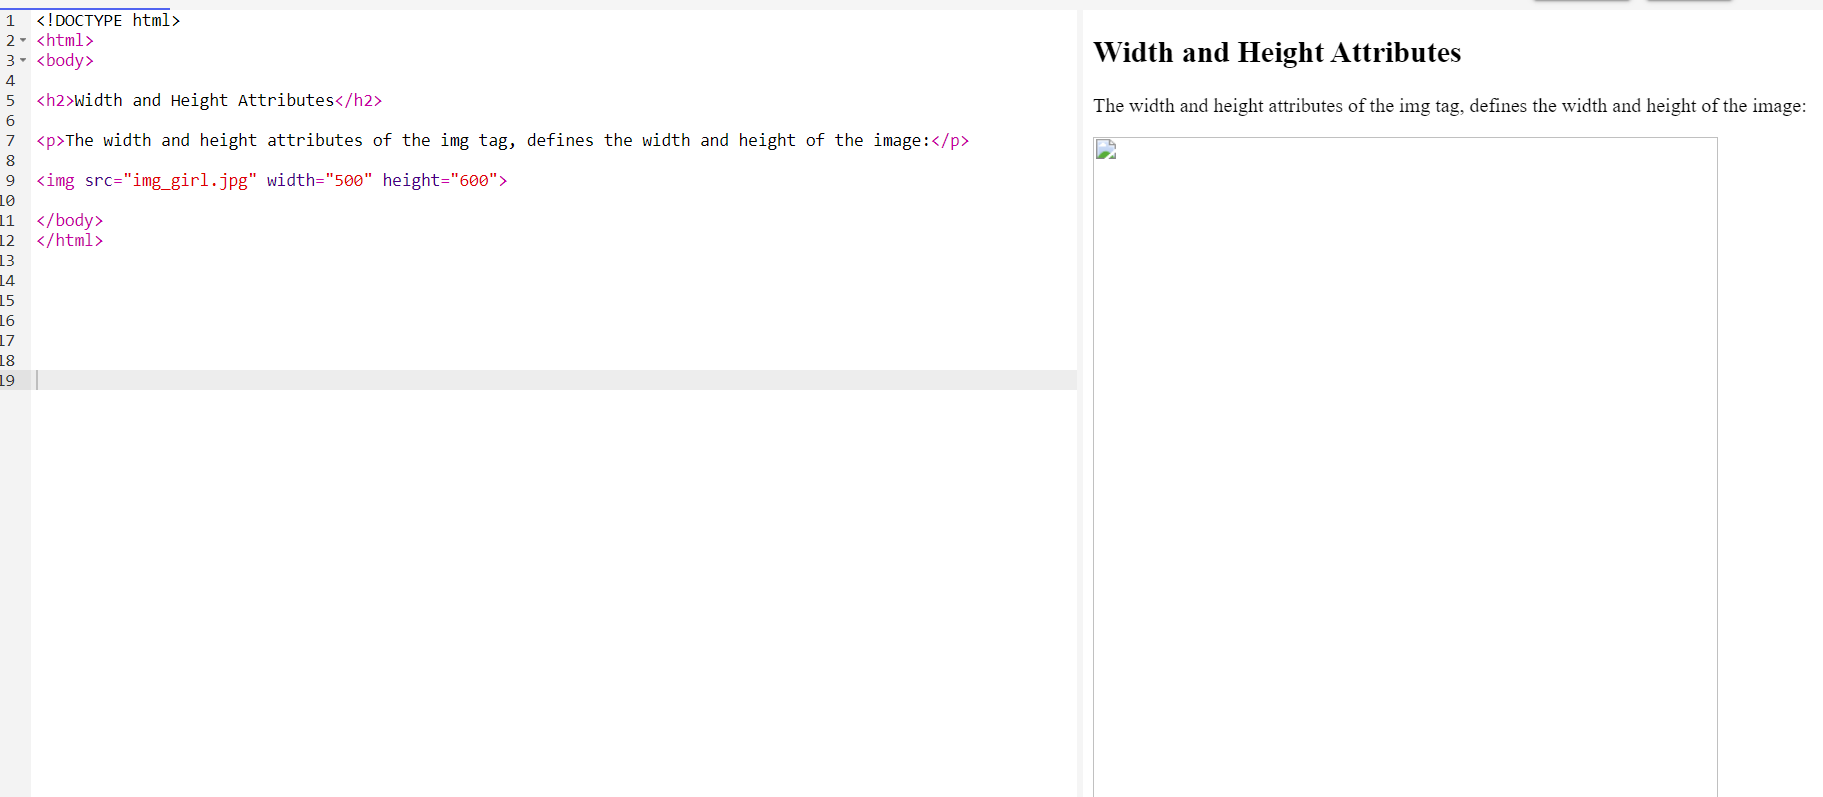 1 <!DOCTYPE html>
2 <html>
3 <body>
4
5 <h2>Width and Height Attributes</h2>
6
7 <p>The width and height attributes of the img tag, defines the width and height of the image:</p>
8
9 <img src="img_girl.jpg" width="500" height="600">
10
11 </body>
12 </html>
13
14
15
16
17
18
19
Width and Height Attributes
The width and height attributes of the img tag, defines the width and height of the image: